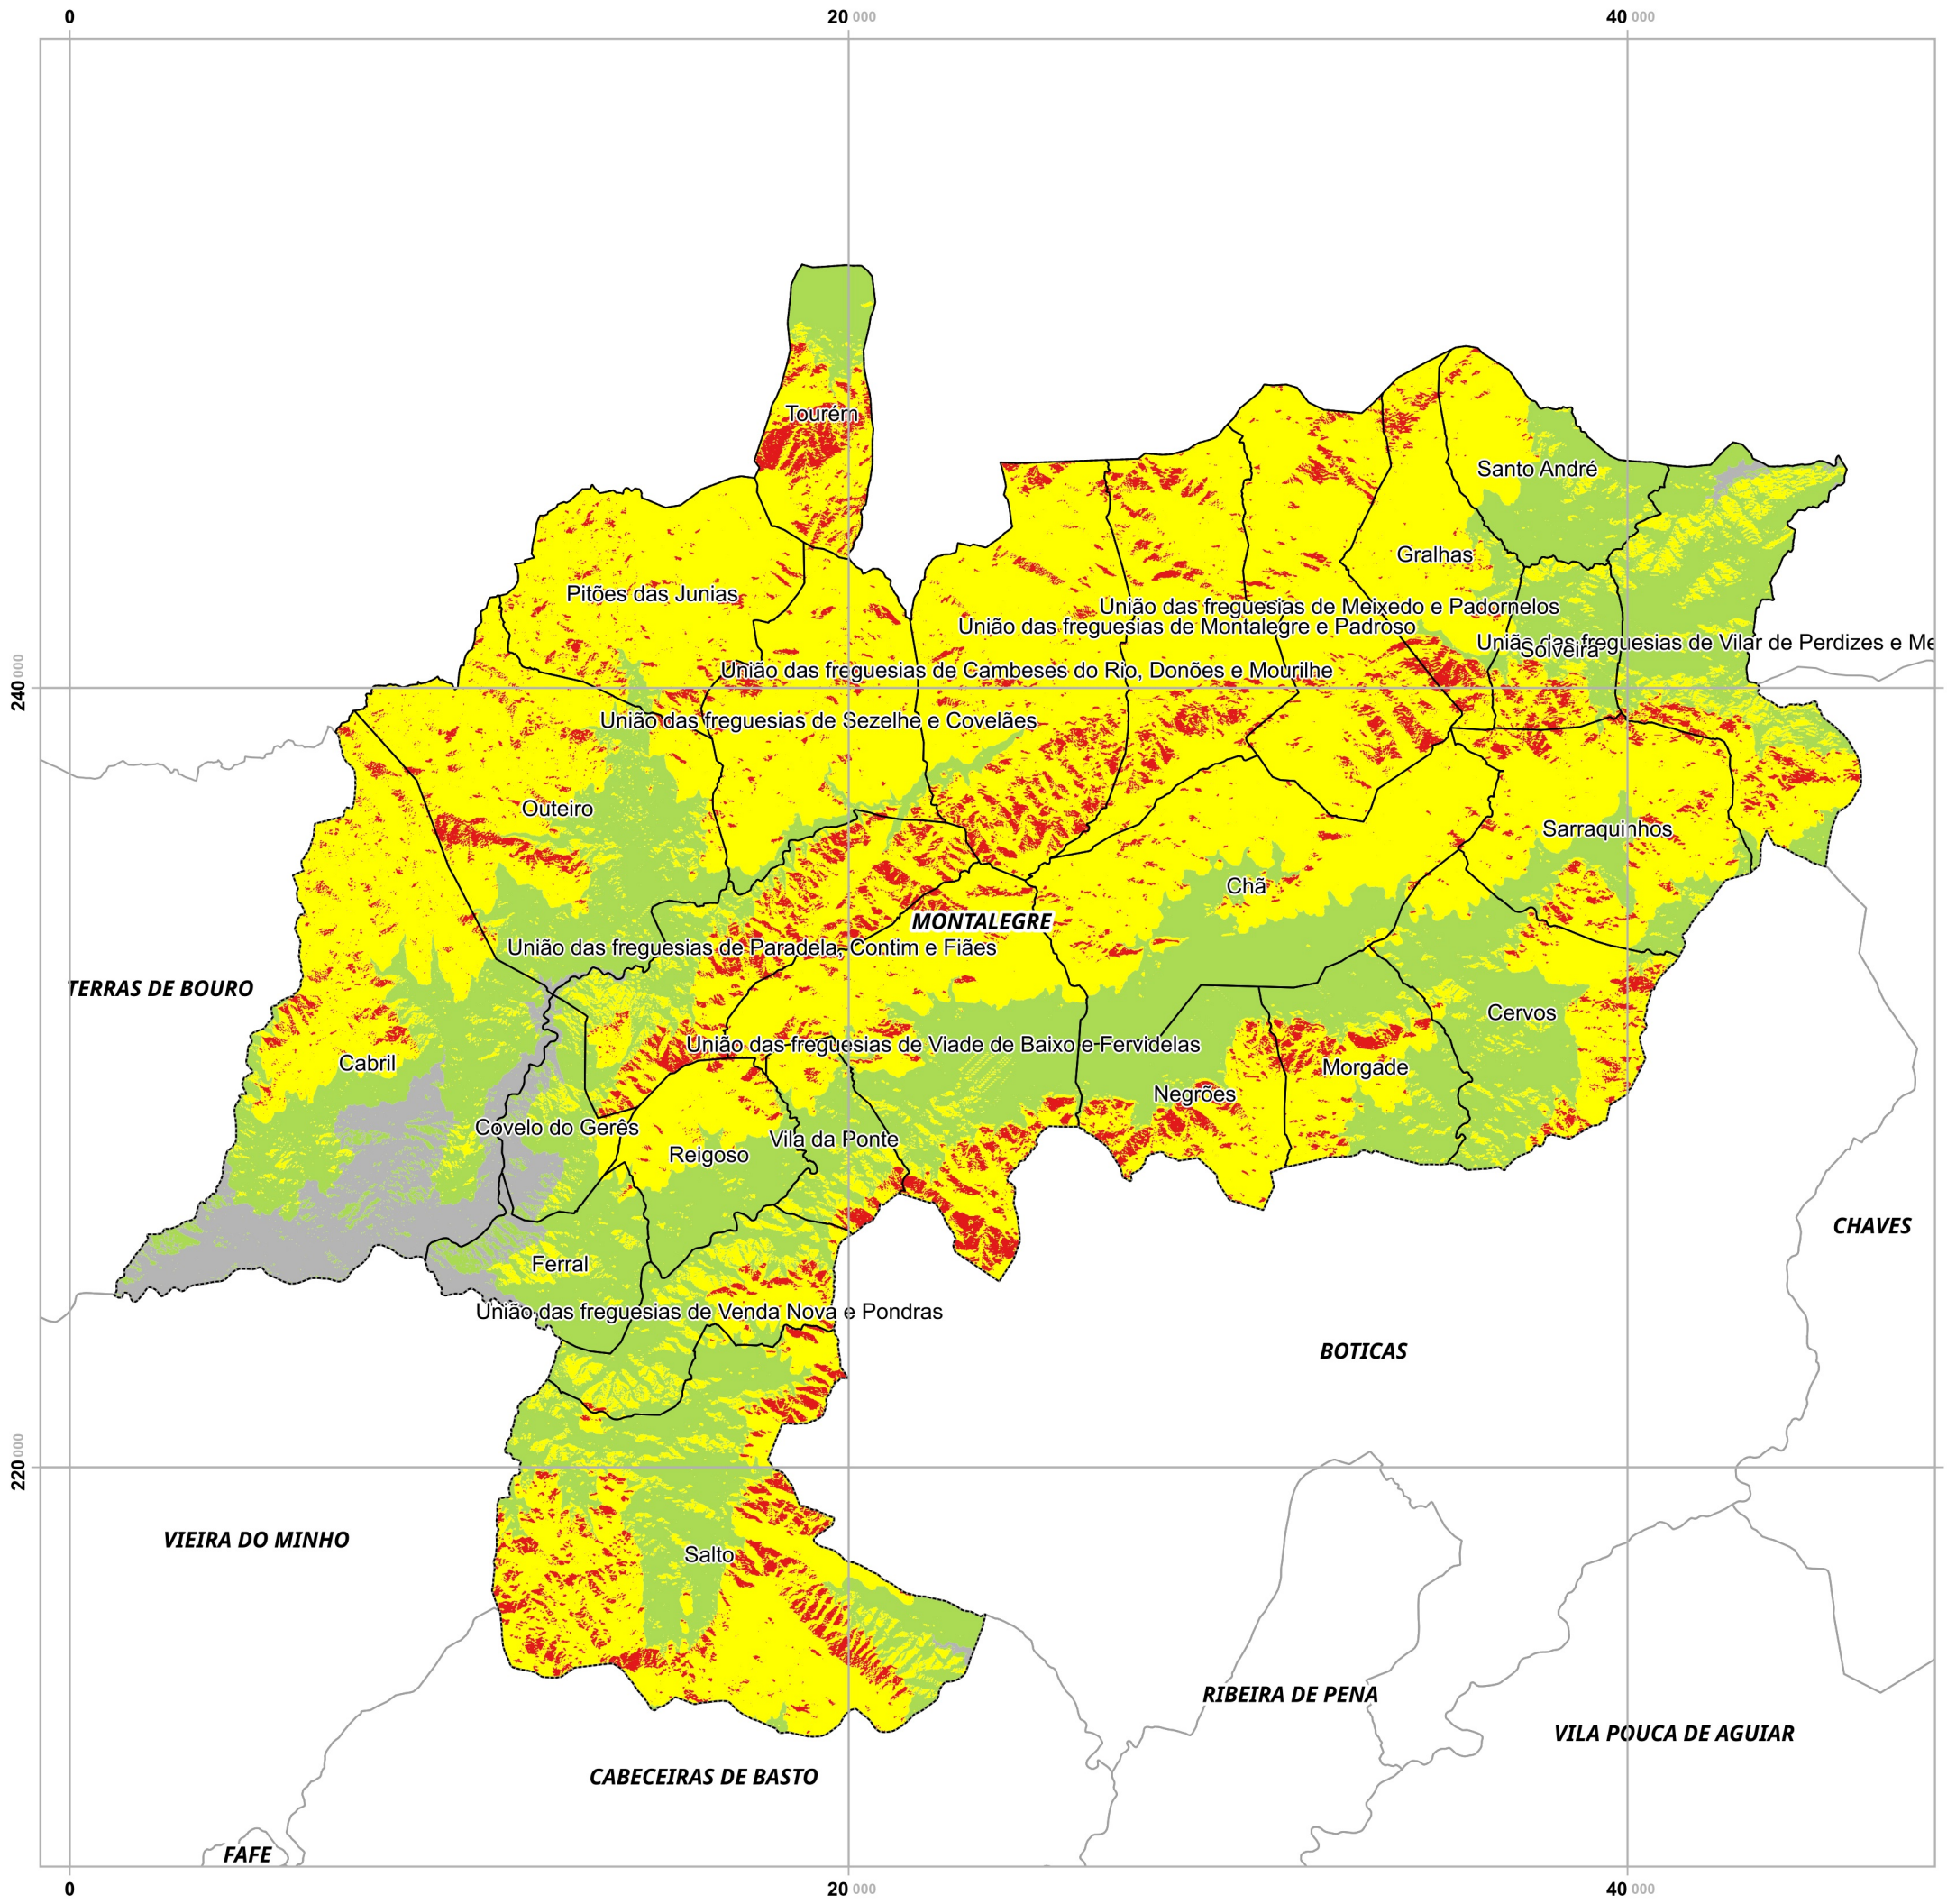 0
20 000
40 000
Tourém
Santo André
Gralhas
Pitões das Junias
União das freguesias de Meixedo e Padornelos
União das freguesias de Montalegre e Padroso
União das freguesias de Vilar de Perdizes e Me
Solveira
União das freguesias de Cambeses do Rio, Donões e Mourilhe
240 000
União das freguesias de Sezelhe e Covelães
Outeiro
Sarraquinhos
Chã
MONTALEGRE
União das freguesias de Paradela, Contim e Fiães
TERRAS DE BOURO
Cervos
União das freguesias de Viade de Baixo e Fervidelas
Cabril
Morgade
Negrões
Covelo do Gerês
Vila da Ponte
Reigoso
CHAVES
Ferral
União das freguesias de Venda Nova e Pondras
BOTICAS
220 000
VIEIRA DO MINHO
Salto
RIBEIRA DE PENA
VILA POUCA DE AGUIAR
CABECEIRAS DE BASTO
FAFE
0
20 000
40 000